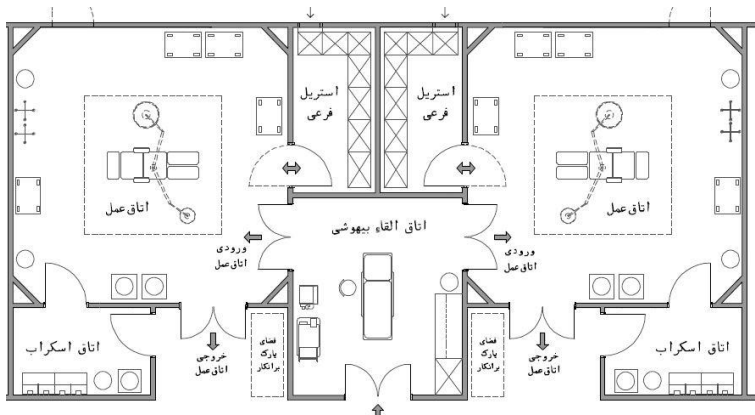 استریل
فرعی
استریل
فرعی
اتاق عمل
اتاق عمل
اتاق القاء بیهوشی
ورودی
اتاق عمل
ورودی
اتاق عمل
اتاق اسکراب
خروجی
اتاق عمل
فضای
پارک
برانکار
فضای
پارک
برانکار
خروجی
اتاق عمل
اتاق اسکراب